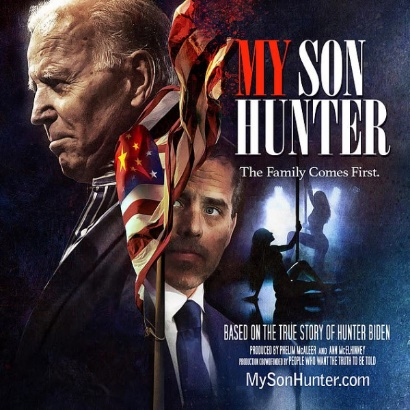 MY SON
HUNTER
The Family Comes First.
BASED ON THE TRUE STORY OF HUNTER BIDEN
PRODUCED BY PHELIM McALEER AND ANN McELHINNEY
PRODUCTION CROWDFUNDED BY PEOPLE WHO WANT THE TRUTH TO BE TOLD
MySonHunter.com